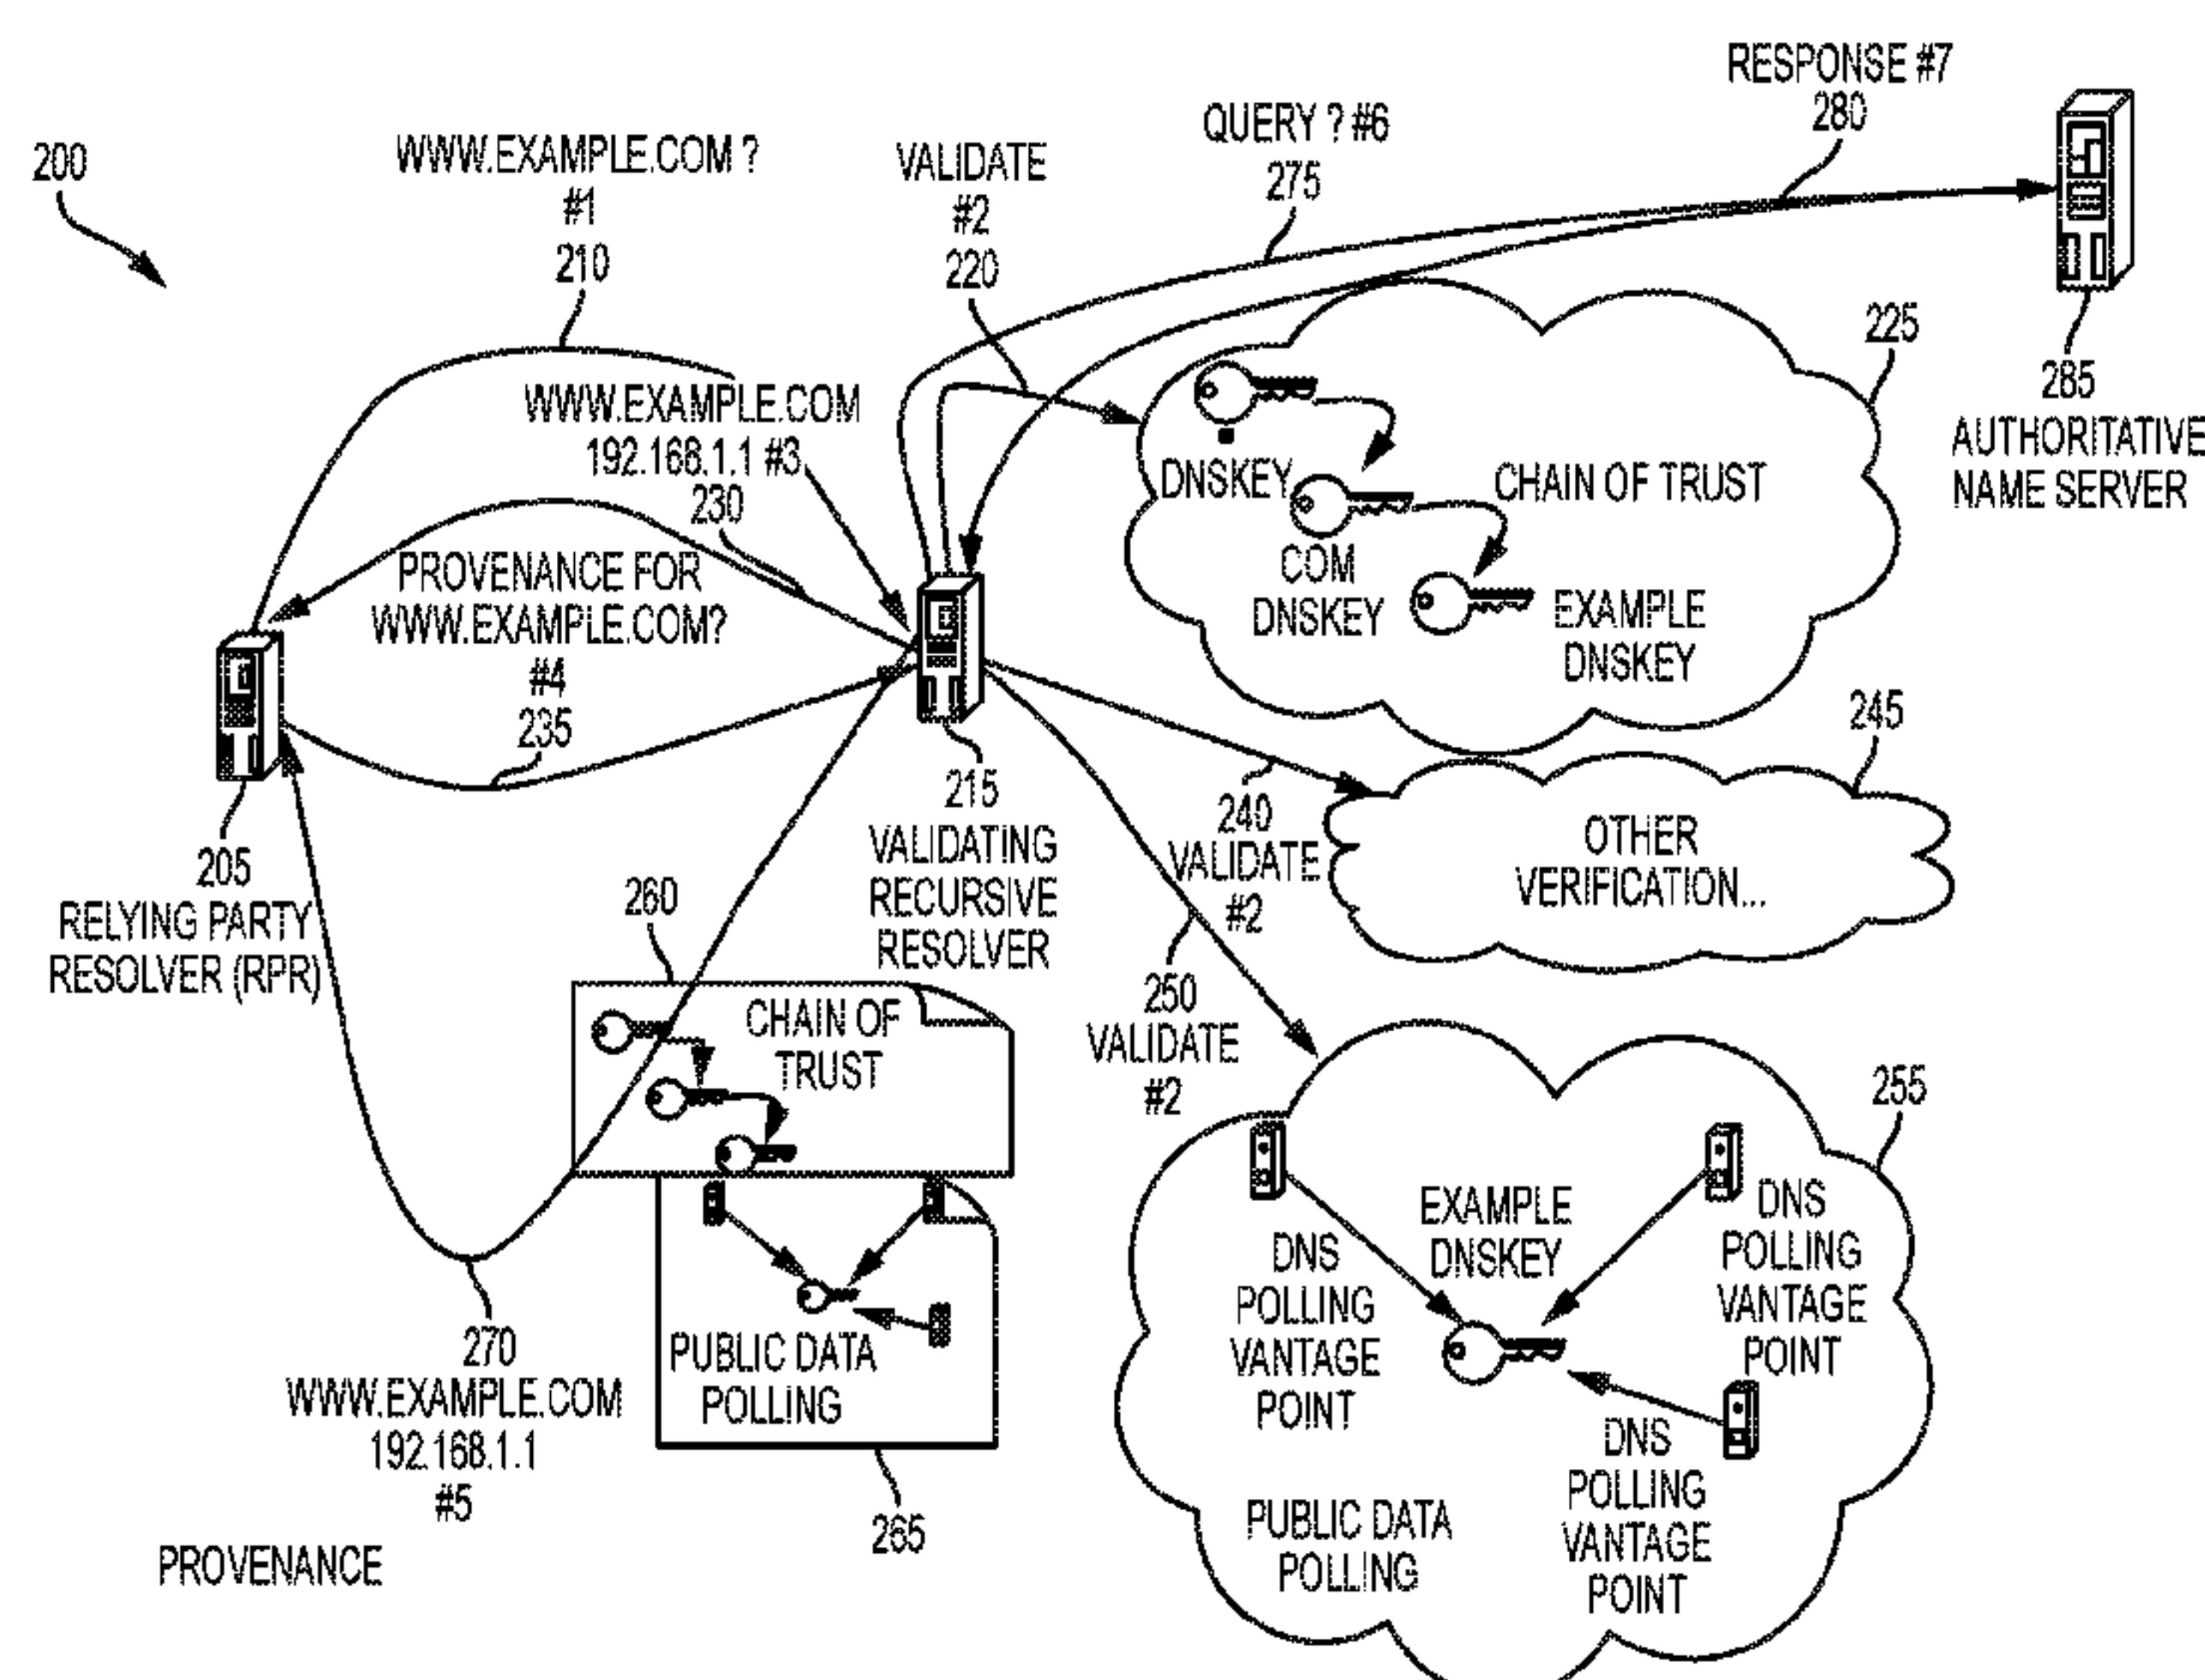 200
WWW.EXAMPLE.COM ?
#1
210
VALIDATE
#2
220
QUERY ? #6
275
RESPONSE #7
280
285
AUTHORITATIVE
NAME SERVER
225
DNSKEY
COM
DNSKEY
CHAIN OF TRUST
EXAMPLE
DNSKEY
WWW.EXAMPLE.COM
192.168.1.1 #3
230
PROVENANCE FOR
WWW.EXAMPLE.COM?
#4
235
205
RELYING PARTY
RESOLVER (RPR)
215
VALIDATING
RECURSIVE
RESOLVER
240
VALIDATE
#2
245
OTHER
VERIFICATION...
250
VALIDATE
#2
255
DNS
POLLING
VANTAGE
POINT
EXAMPLE
DNSKEY
DNS
POLLING
VANTAGE
POINT
DNS
POLLING
VANTAGE
POINT
PUBLIC DATA
POLLING
260
CHAIN OF
TRUST
PUBLIC DATA
POLLING
265
270
WWW.EXAMPLE.COM
192.168.1.1
#5
PROVENANCE